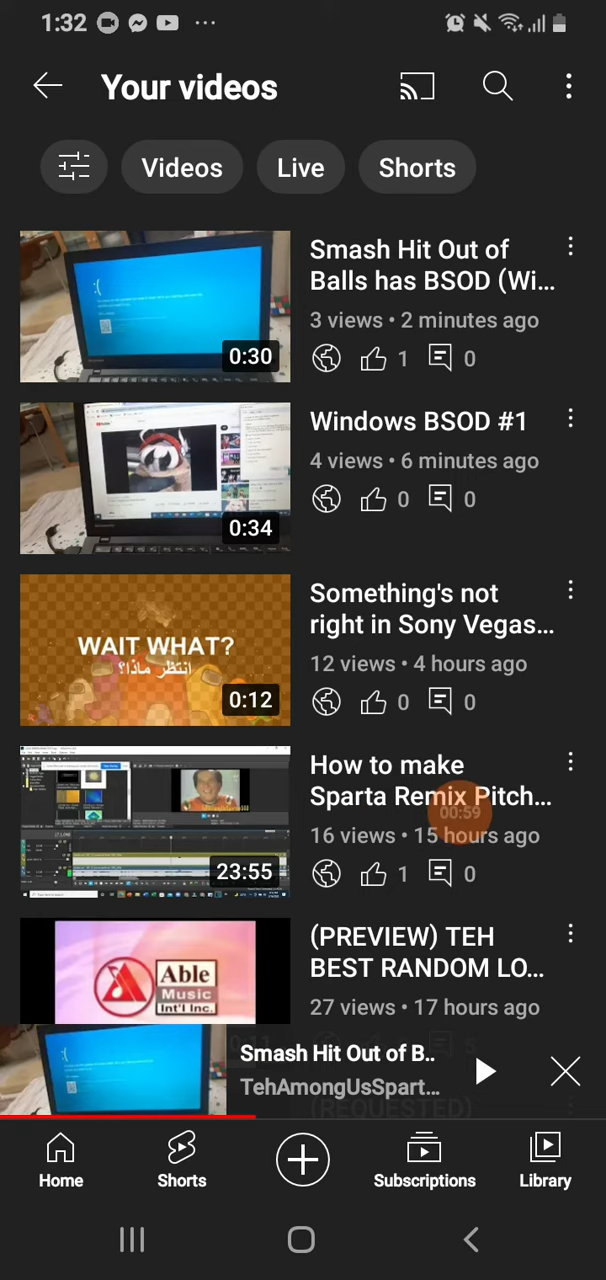 1:32
Your videos
Videos
Live
Shorts
Smash Hit Out of
Balls has BSOD (Wi...
3 views • 2 minutes ago
1
0
:(
0:30
Windows BSOD #1
4 views • 6 minutes ago
0
0
0:34
Something's not
right in Sony Vegas...
12 views • 4 hours ago
0
0
WAIT WHAT?
انتظر ماذا؟
0:12
How to make
Sparta Remix Pitch...
16 views • 15 hours ago
00:59
1
0
23:55
(PREVIEW) TEH
BEST RANDOM LO...
27 views • 17 hours ago
Able
Music
Int'l Inc.
5
(REQUESTED)
Smash Hit Out of B..
TehAmongUsSpart...
Home
Shorts
Subscriptions
Library